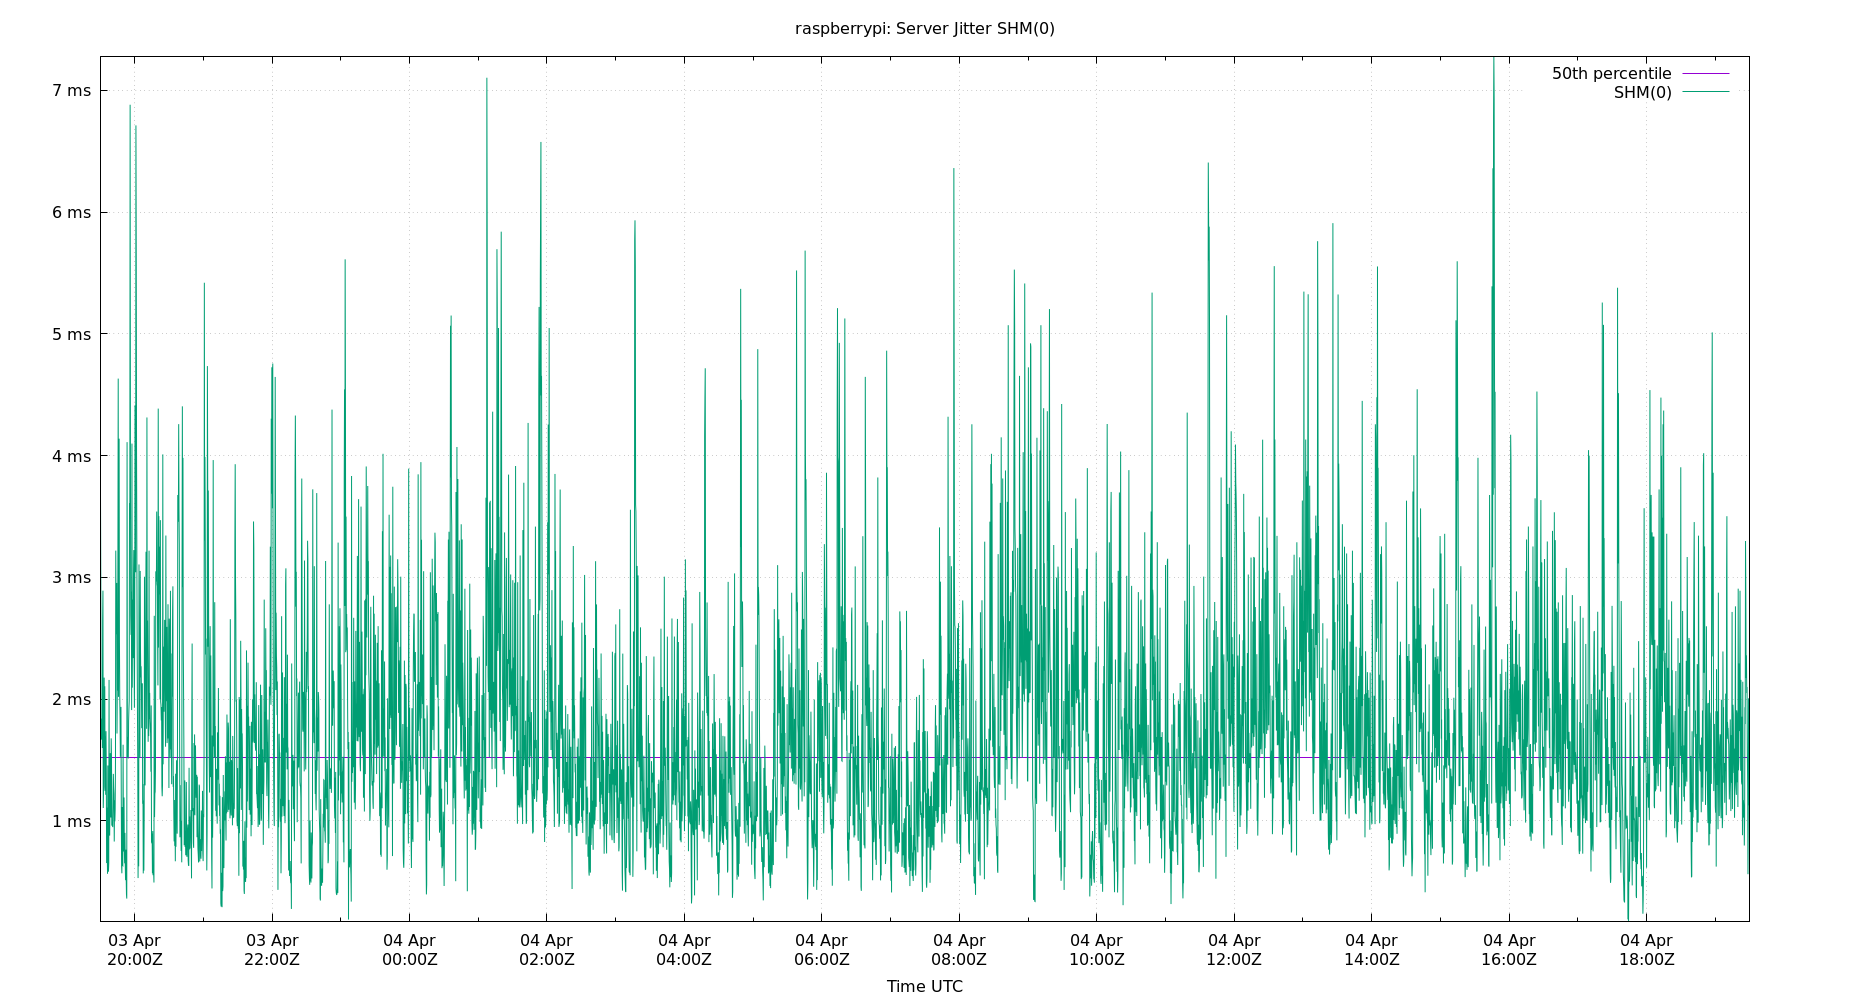 raspberrypi: Server Jitter SHM(0)
50th percentile
SHM(0)
7 ms
6 ms
5 ms
4 ms
3 ms
2 ms
1 ms
03 Apr 03 Apr 04 Apr 04 Apr 04 Apr 04 Apr 04 Apr 04 Apr 04 Apr 04 Apr 04 Apr 04 Apr
20:00Z 22:00Z 00:00Z 02:00Z 04:00Z 06:00Z 08:00Z 10:00Z 12:00Z 14:00Z 16:00Z 18:00Z
Time UTC